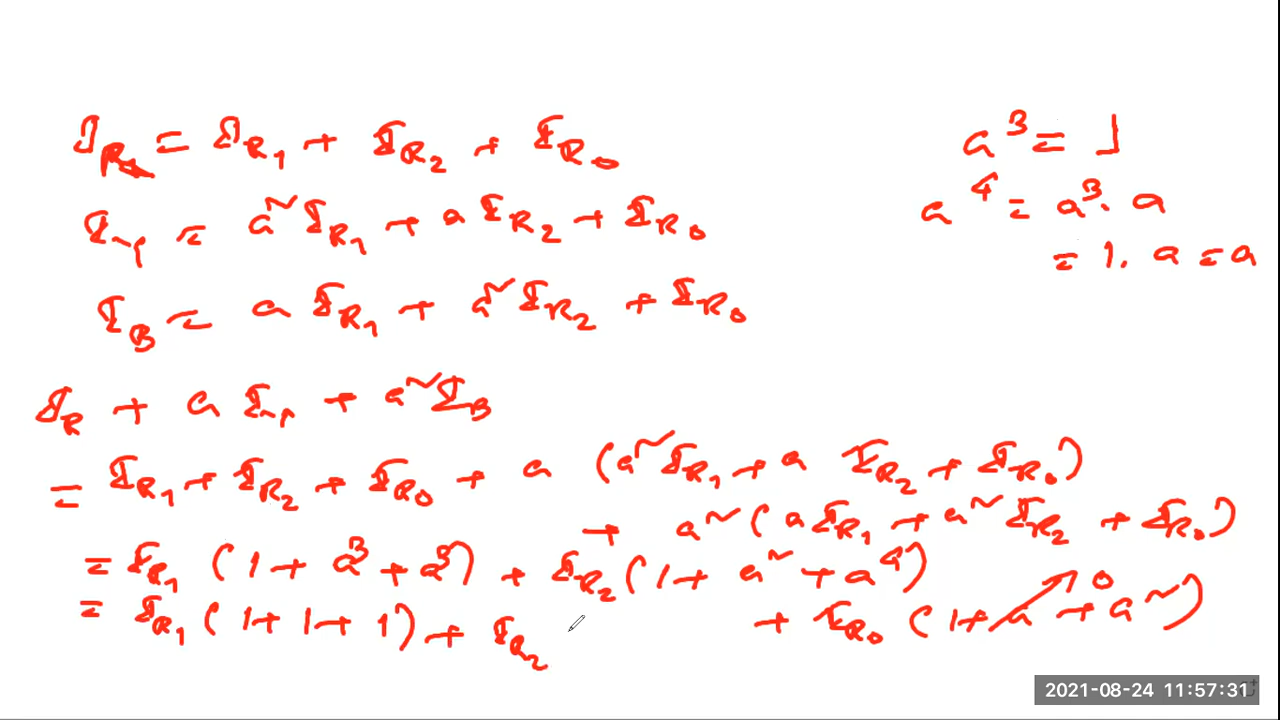 I_R = I_R1 + I_R2 + I_R0
I_Y = a² I_R1 + a I_R2 + I_R0
I_B = a I_R1 + a² I_R2 + I_R0
a³ = 1
a⁴ = a³. a
= 1. a = a
I_R + a I_Y + a² I_B
= I_R1 + I_R2 + I_R0 + a (a² I_R1 + a I_R2 + I_R0)
+ a² (a I_R1 + a² I_R2 + I_R0)
= I_R1 (1 + a³ + a³) + I_R2 (1 + a² + a⁴)
+ I_R0 (1 + a + a²) 0
= I_R1 (1 + 1 + 1) + I_R2
2021-08-24 11:57:31